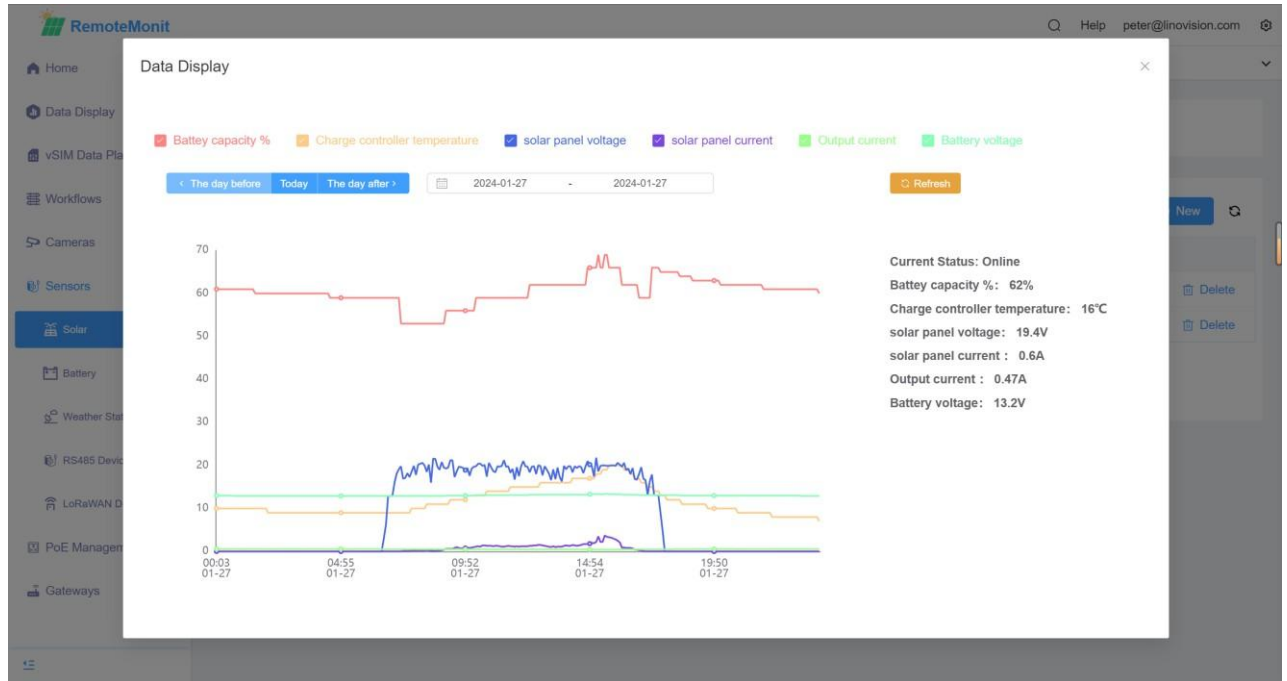 RemoteMonit
Help peter@linovision.com
Home
Data Display
Data Display
vSIM Data Pla
Workflows
Cameras
Sensors
Solar
Battery
Weather Stat
RS485 Devic
LoRaWAN D
PoE Managem
Gateways
Battey capacity % Charge controller temperature solar panel voltage solar panel current Output current Battery voltage
< The day before Today The day after > 2024-01-27 - 2024-01-27 Refresh
New
Delete
Delete
70
60
50
40
30
20
10
0
00:03 04:55 09:52 14:54 19:50
01-27 01-27 01-27 01-27 01-27
Current Status: Online
Battey capacity %: 62%
Charge controller temperature: 16℃
solar panel voltage: 19.4V
solar panel current : 0.6A
Output current : 0.47A
Battery voltage: 13.2V